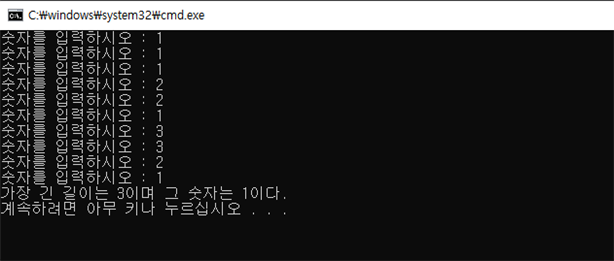 C:\windows\system32\cmd.exe
숫자를 입력하시오 : 1
숫자를 입력하시오 : 1
숫자를 입력하시오 : 1
숫자를 입력하시오 : 2
숫자를 입력하시오 : 2
숫자를 입력하시오 : 1
숫자를 입력하시오 : 3
숫자를 입력하시오 : 3
숫자를 입력하시오 : 2
숫자를 입력하시오 : 1
가장 긴 길이는 3이며 그 숫자는 1이다.
계속하려면 아무 키나 누르십시오 . . .